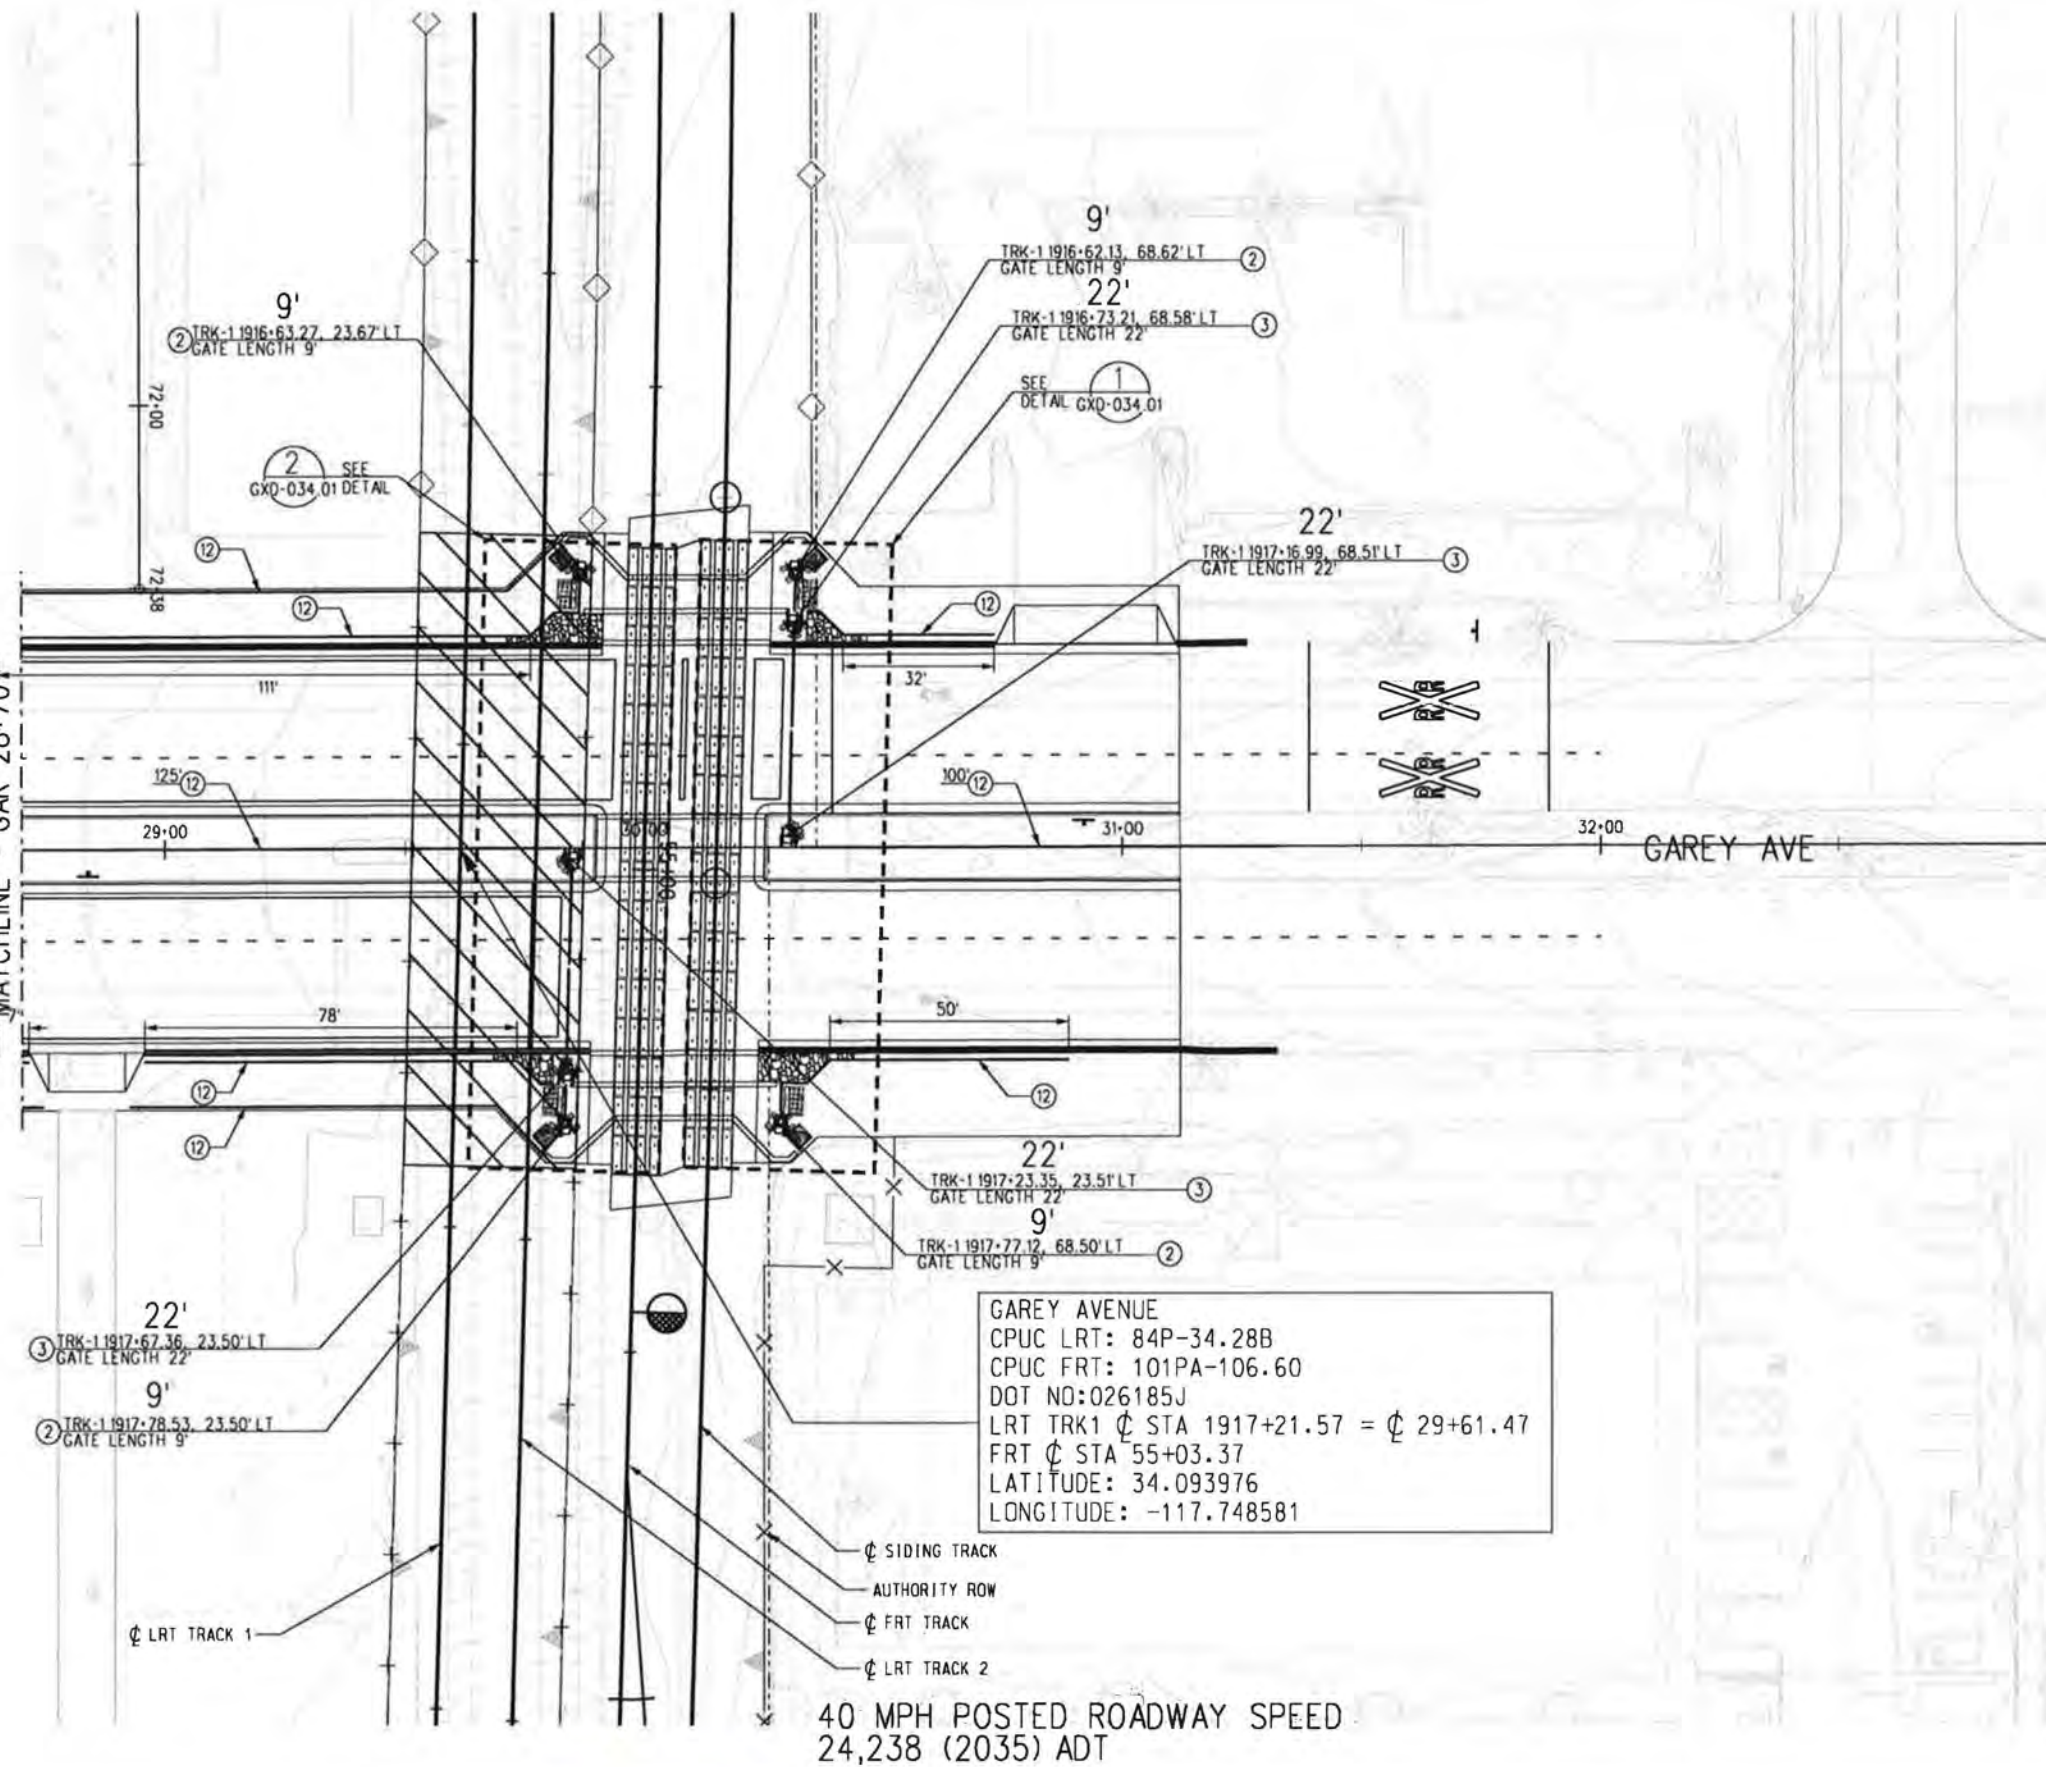 9'
TRK-1 1916+62.13, 68.62' LT ②
GATE LENGTH 9'
22'
TRK-1 1916+73.21, 68.58' LT ③
GATE LENGTH 22'
9'
② TRK-1 1916+63.27, 23.67' LT
GATE LENGTH 9'
SEE 1
DETAIL GXD-034.01
72+00
2 SEE
GXD-034.01 DETAIL
22'
TRK-1 1917+16.99, 68.51' LT ③
GATE LENGTH 22'
⑫
72+38
⑫
⑫
111'
32'
RR
RR
125' ⑫
100' ⑫
29+00
30+00
31+00
32+00
GAREY AVE
55+00
MATCHLINE
78'
50'
⑫
⑫
⑫
22'
TRK-1 1917+23.35, 23.51' LT ③
GATE LENGTH 22'
9'
TRK-1 1917+77.12, 68.50' LT ②
GATE LENGTH 9'
22'
③ TRK-1 1917+67.36, 23.50' LT
GATE LENGTH 22'
9'
② TRK-1 1917+78.53, 23.50' LT
GATE LENGTH 9'
GAREY AVENUE
CPUC LRT: 84P-34.28B
CPUC FRT: 101PA-106.60
DOT NO:026185J
LRT TRK1 ℄ STA 1917+21.57 = ℄ 29+61.47
FRT ℄ STA 55+03.37
LATITUDE: 34.093976
LONGITUDE: -117.748581
℄ SIDING TRACK
AUTHORITY ROW
℄ FRT TRACK
℄ LRT TRACK 1
℄ LRT TRACK 2
40 MPH POSTED ROADWAY SPEED
24,238 (2035) ADT